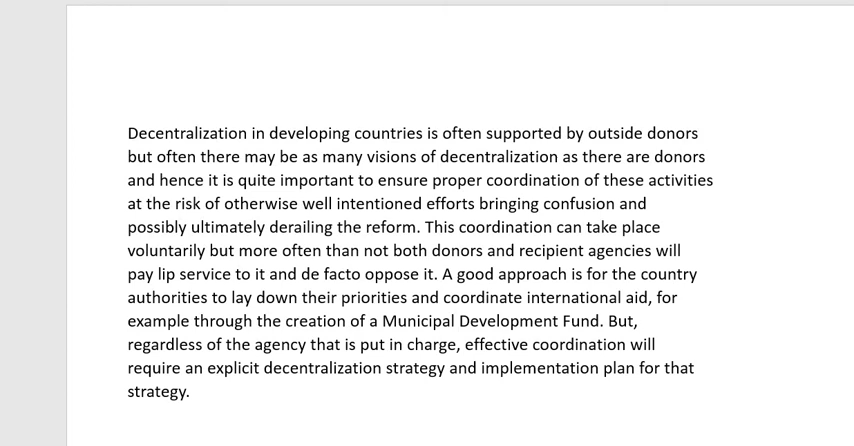 Decentralization in developing countries is often supported by outside donors
but often there may be as many visions of decentralization as there are donors
and hence it is quite important to ensure proper coordination of these activities
at the risk of otherwise well intentioned efforts bringing confusion and
possibly ultimately derailing the reform. This coordination can take place
voluntarily but more often than not both donors and recipient agencies will
pay lip service to it and de facto oppose it. A good approach is for the country
authorities to lay down their priorities and coordinate international aid, for
example through the creation of a Municipal Development Fund. But,
regardless of the agency that is put in charge, effective coordination will
require an explicit decentralization strategy and implementation plan for that
strategy.